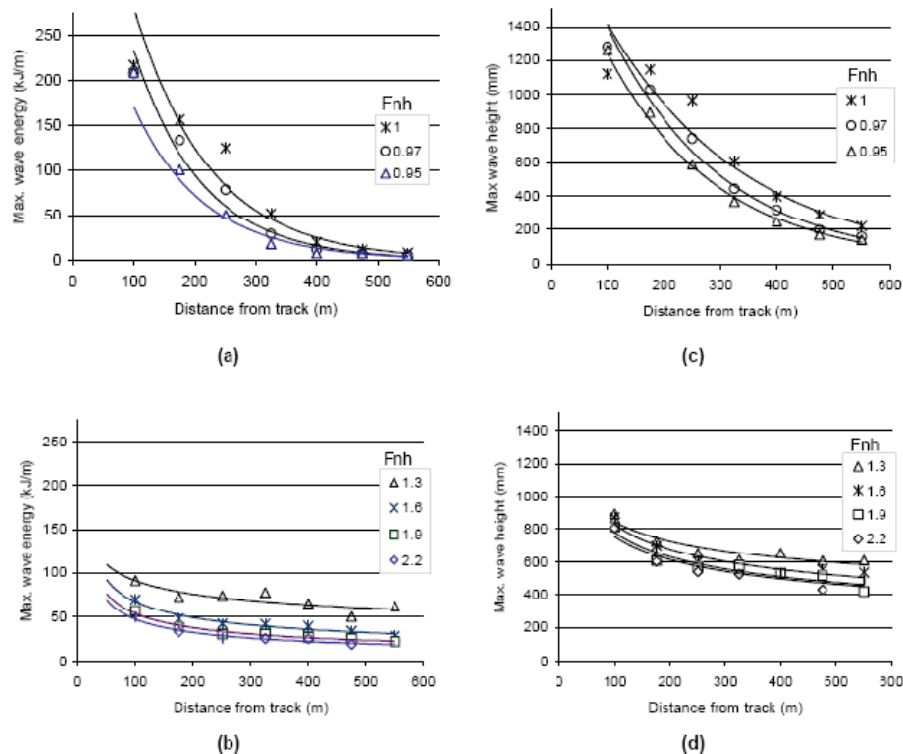 Max. wave energy (kJ/m)
250
200
150
100
50
0
0 100 200 300 400 500 600
Distance from track (m)
Fnh
1
0.97
0.95
(a)
Max wave height (mm)
1400
1200
1000
800
600
400
200
0
0 100 200 300 400 500 600
Distance from track (m)
Fnh
1
0.97
0.95
(c)
Max. wave energy (kJ/m)
260
200
150
100
50
0
0 100 200 300 400 500 600
Distance from track (m)
Fnh
1.3
1.6
1.9
2.2
(b)
Max. wave height (mm)
1400
1200
1000
800
600
400
200
0
0 100 200 300 400 500 600
Distance from track (m)
Fnh
1.3
1.6
1.9
2.2
(d)